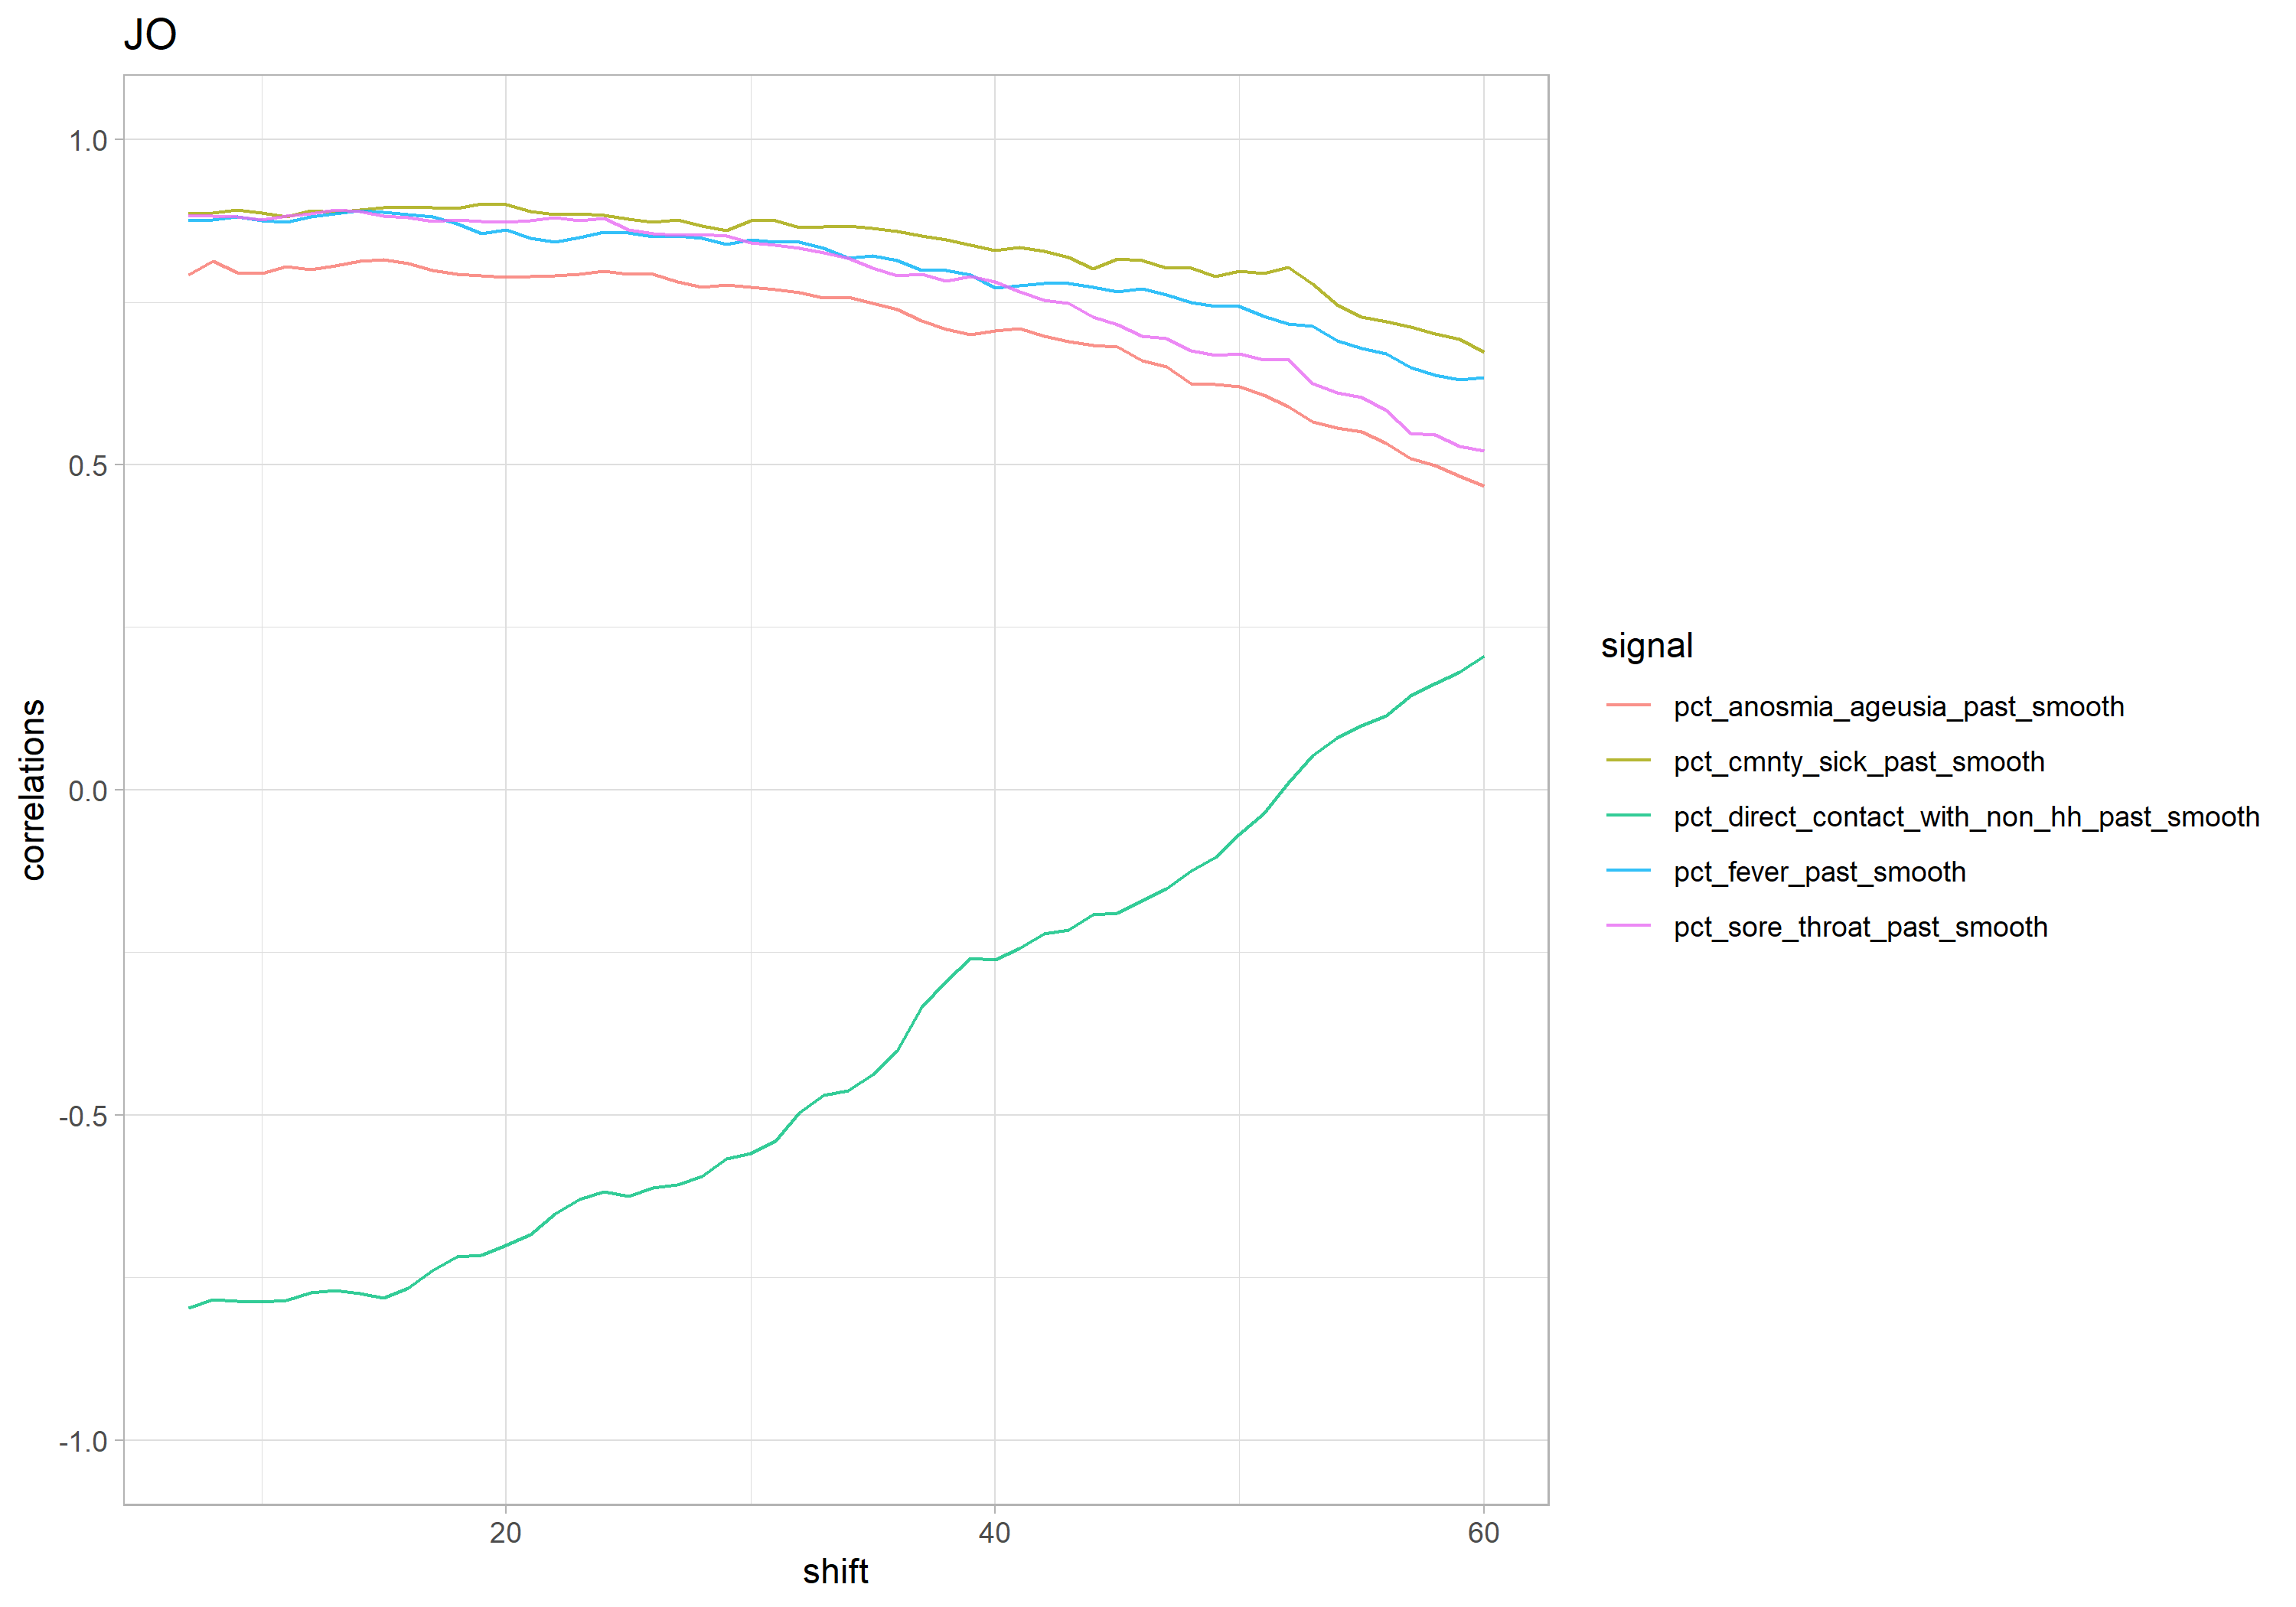 JO
1.0
0.5
0.0
-0.5
-1.0
correlations
20 40 60
shift
signal
pct_anosmia_ageusia_past_smooth
pct_cmnty_sick_past_smooth
pct_direct_contact_with_non_hh_past_smooth
pct_fever_past_smooth
pct_sore_throat_past_smooth